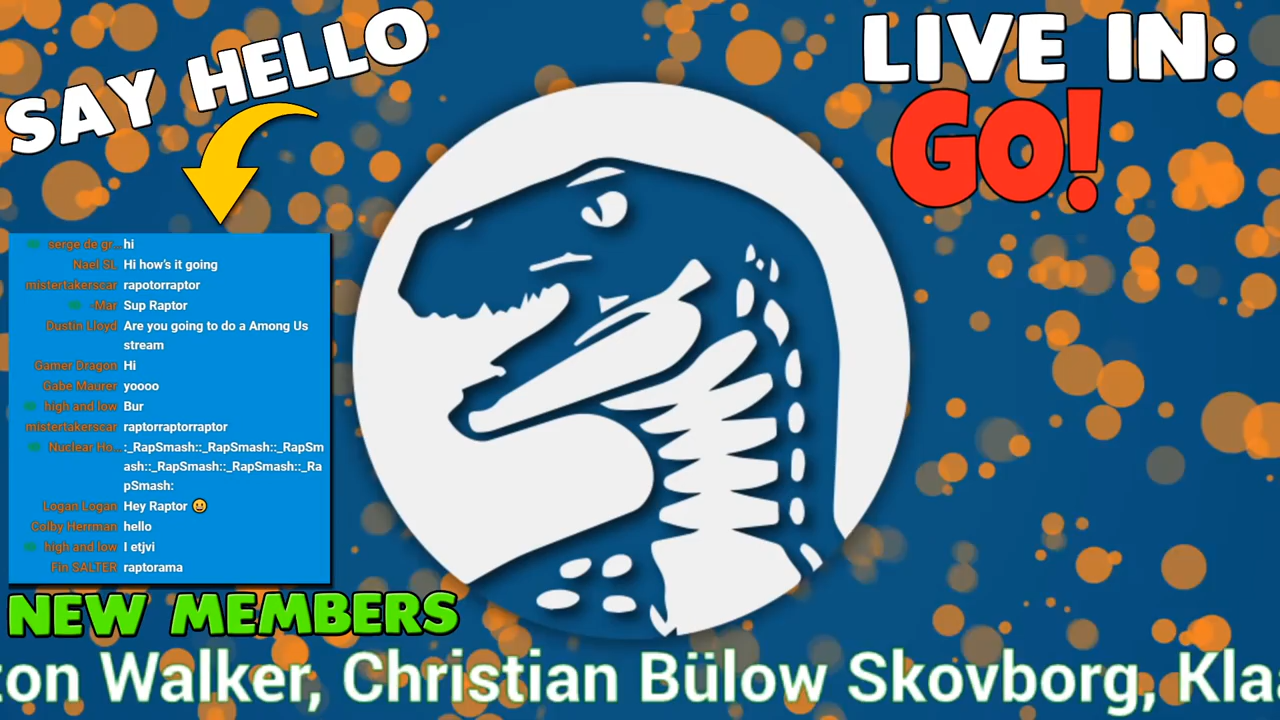 SAY HELLO
LIVE IN:
GO!
serge de gr... hi
Nael SL Hi how's it going
mistertakerscar rapotorraptor
-Mar Sup Raptor
Dustin Lloyd Are you going to do a Among Us
stream
Gamer Dragon Hi
Gabe Maurer yoooo
high and low Bur
mistertakerscar raptorraptorraptor
Nuclear Ho... :_RapSmash::_RapSmash::_RapSm
ash::_RapSmash::_RapSmash::_Ra
pSmash:
Logan Logan Hey Raptor 🙂
Colby Herrman hello
high and low I etjvi
Fin SALTER raptorama
NEW MEMBERS
ton Walker, Christian Bülow Skovborg, Kla